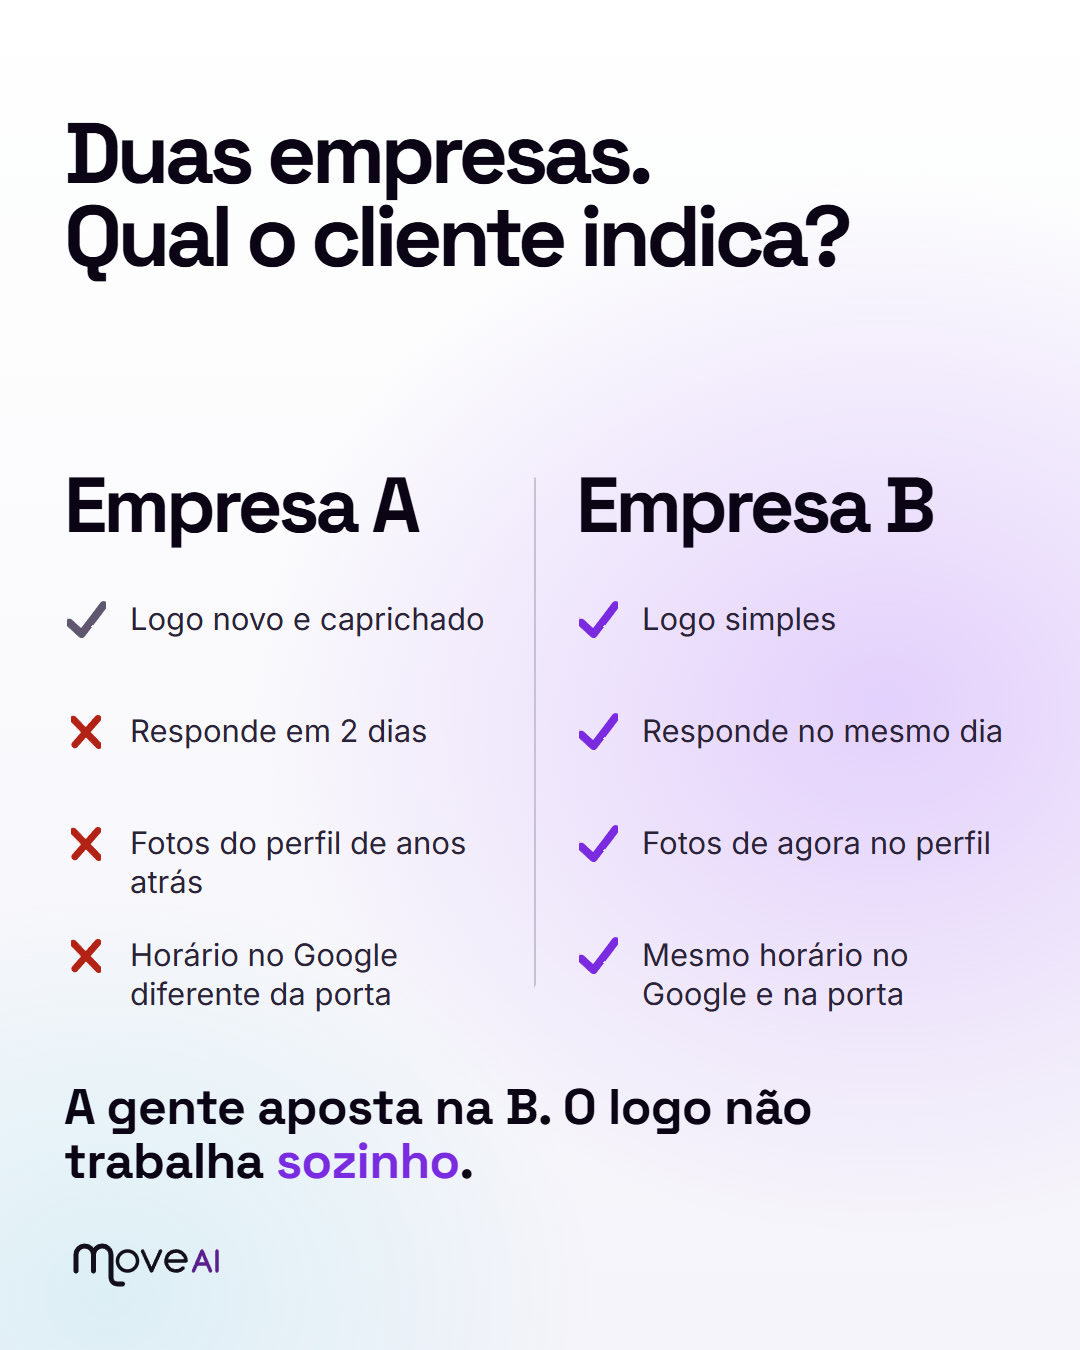 Duas empresas.
Qual o cliente indica?
Empresa A
Logo novo e caprichado
Responde em 2 dias
Fotos do perfil de anos
atrás
Horário no Google
diferente da porta
Empresa B
Logo simples
Responde no mesmo dia
Fotos de agora no perfil
Mesmo horário no
Google e na porta
A gente aposta na B. O logo não
trabalha sozinho.
moveAI